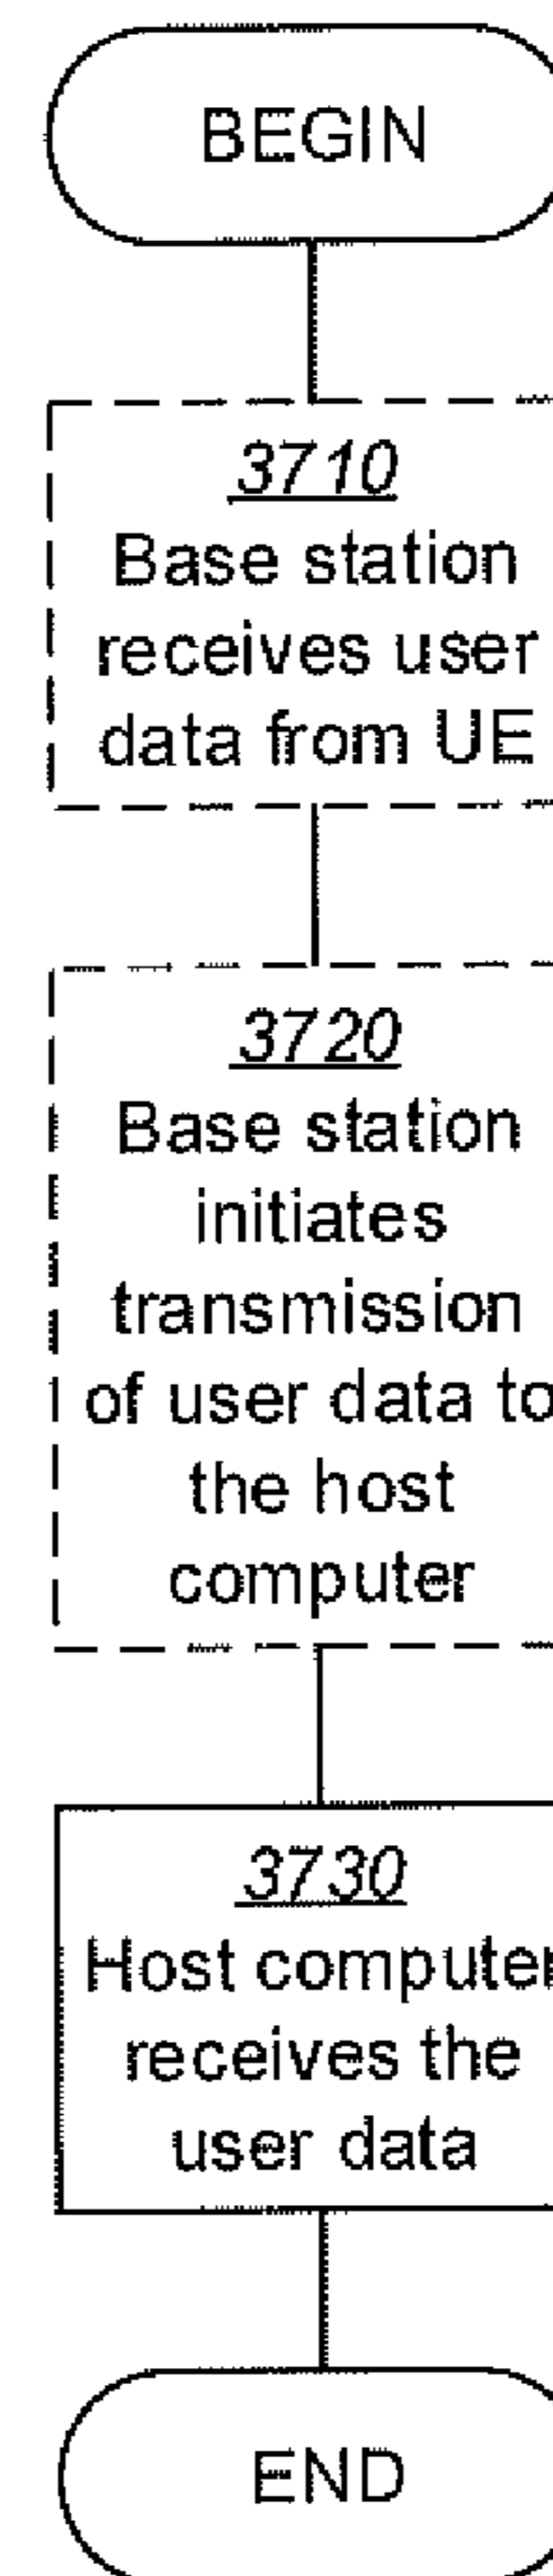 BEGIN
3710
Base station
receives user
data from UE
3720
Base station
initiates
transmission
of user data to
the host
computer
3730
Host computer
receives the
user data
END